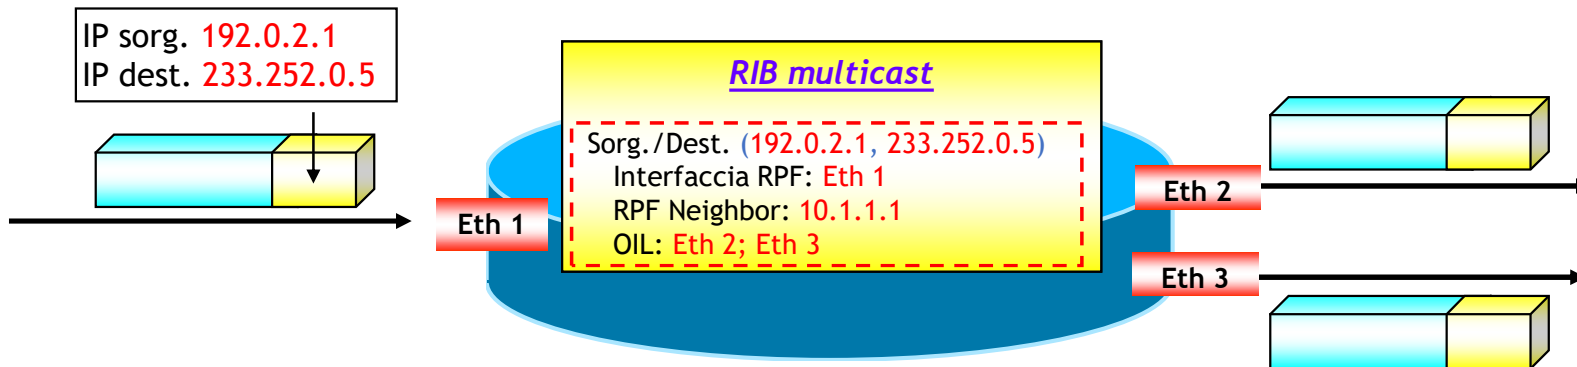 IP sorg. 192.0.2.1
IP dest. 233.252.0.5
RIB multicast
Sorg./Dest. (192.0.2.1, 233.252.0.5)
Interfaccia RPF: Eth 1
RPF Neighbor: 10.1.1.1
OIL: Eth 2; Eth 3
Eth 1
Eth 2
Eth 3